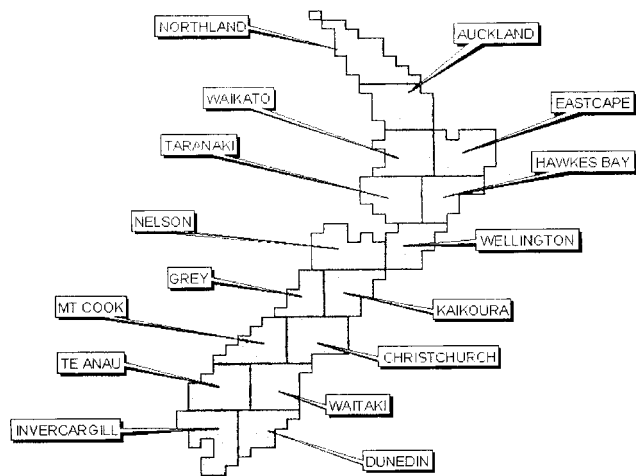 NORTHLAND
AUCKLAND
WAIKATO
EASTCAPE
TARANAKI
HAWKES BAY
NELSON
WELLINGTON
GREY
MT COOK
KAIKOURA
TE ANAU
CHRISTCHURCH
WAITAKI
INVERCARGILL
DUNEDIN